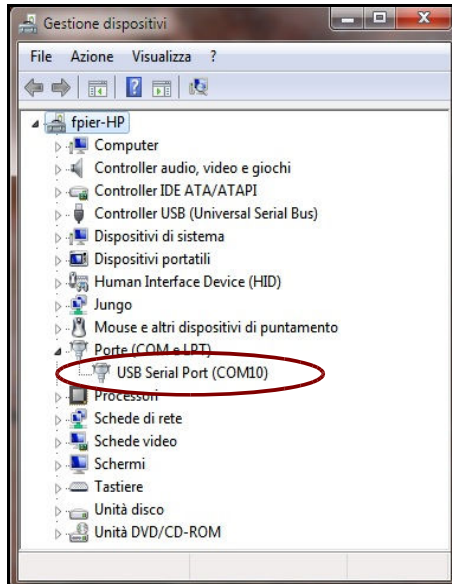 Gestione dispositivi
File Azione Visualizza ?
fpier-HP
Computer
Controller audio, video e giochi
Controller IDE ATA/ATAPI
Controller USB (Universal Serial Bus)
Dispositivi di sistema
Dispositivi portatili
Human Interface Device (HID)
Jungo
Mouse e altri dispositivi di puntamento
Porte (COM e LPT)
USB Serial Port (COM10)
Processori
Schede di rete
Schede video
Schermi
Tastiere
Unità disco
Unità DVD/CD-ROM